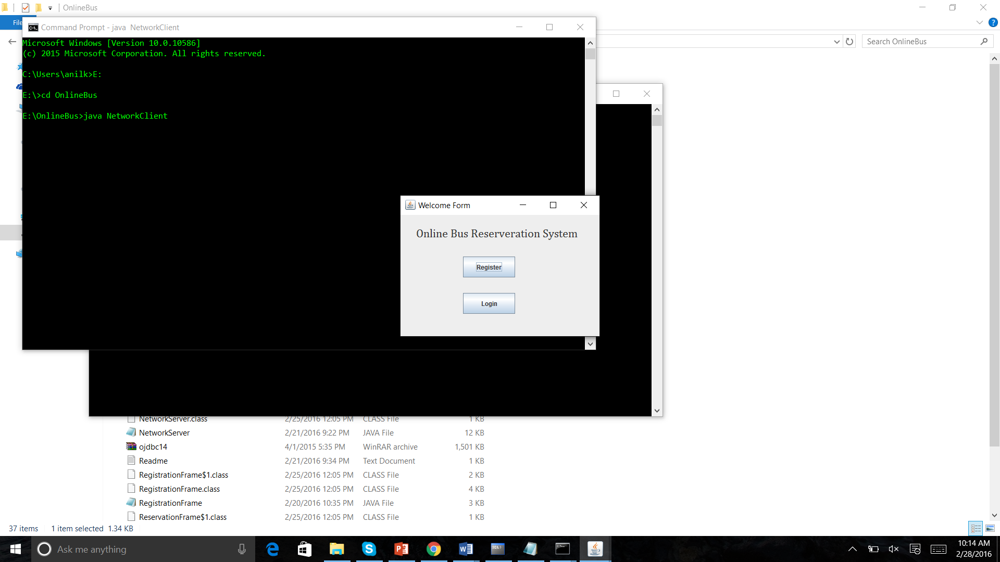 OnlineBus
File
Search OnlineBus
Command Prompt - java  NetworkClient
Microsoft Windows [Version 10.0.10586]
(c) 2015 Microsoft Corporation. All rights reserved.
C:\Users\anilk>E:
E:\>cd OnlineBus
E:\OnlineBus>java NetworkClient
Welcome Form
Online Bus Reserveration System
Register
Login
NetworkServer.class 2/25/2016 12:05 PM CLASS File 1 KB
NetworkServer 2/21/2016 9:22 PM JAVA File 12 KB
ojdbc14 4/1/2015 5:35 PM WinRAR archive 1,501 KB
Readme 2/21/2016 9:34 PM Text Document 1 KB
RegistrationFrame$1.class 2/25/2016 12:05 PM CLASS File 2 KB
RegistrationFrame.class 2/25/2016 12:05 PM CLASS File 4 KB
RegistrationFrame 2/20/2016 10:35 PM JAVA File 3 KB
ReservationFrame$1.class 2/25/2016 12:05 PM CLASS File 1 KB
37 items 1 item selected 1.34 KB
Ask me anything
10:14 AM
2/28/2016